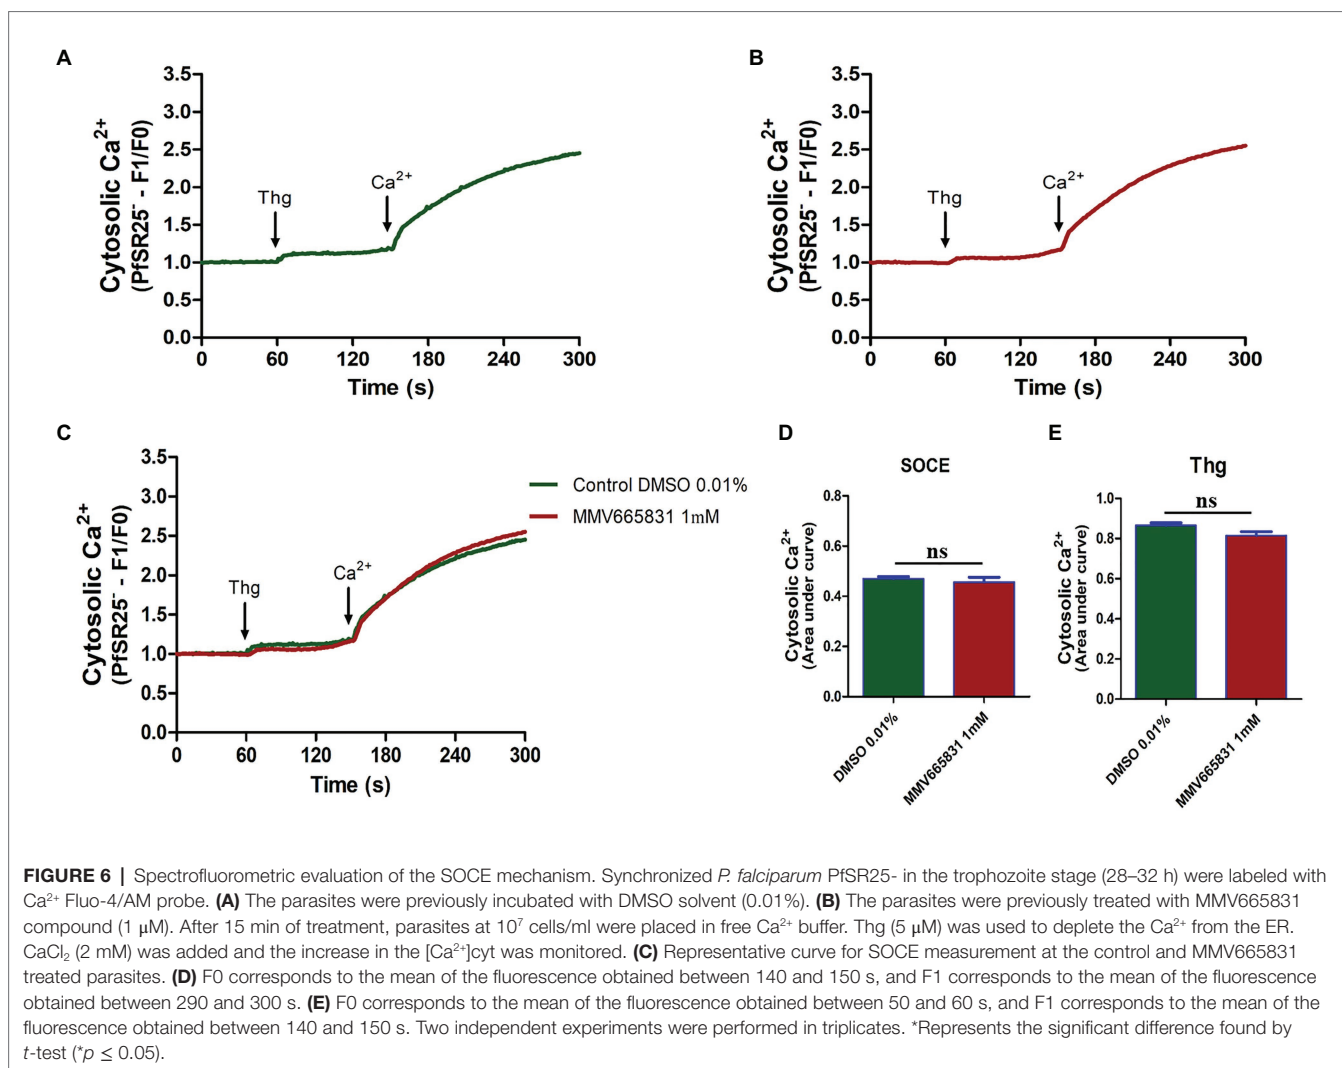 A
3.5
3.0
2.5
2.0
1.5
1.0
0.5
0.0
Cytosolic Ca²⁺
(PfSR25⁻ - F1/F0)
Thg
Ca²⁺
0 60 120 180 240 300
Time (s)
B
3.5
3.0
2.5
2.0
1.5
1.0
0.5
0.0
Cytosolic Ca²⁺
(PfSR25⁻ - F1/F0)
Thg
Ca²⁺
0 60 120 180 240 300
Time (s)
C
3.5
3.0
2.5
2.0
1.5
1.0
0.5
0.0
Cytosolic Ca²⁺
(PfSR25⁻ - F1/F0)
Thg
Ca²⁺
Control DMSO 0.01%
MMV665831 1mM
0 60 120 180 240 300
Time (s)
D
SOCE
0.8
0.6
0.4
0.2
0.0
Cytosolic Ca²⁺
(Area under curve)
ns
DMSO 0.01%
MMV665831 1mM
E
Thg
1.0
0.8
0.6
0.4
0.2
0.0
Cytosolic Ca²⁺
(Area under curve)
ns
DMSO 0.01%
MMV665831 1mM
FIGURE 6 | Spectrofluorometric evaluation of the SOCE mechanism. Synchronized P. falciparum PfSR25- in the trophozoite stage (28–32 h) were labeled with
Ca²⁺ Fluo-4/AM probe. (A) The parasites were previously incubated with DMSO solvent (0.01%). (B) The parasites were previously treated with MMV665831
compound (1 μM). After 15 min of treatment, parasites at 10⁷ cells/ml were placed in free Ca²⁺ buffer. Thg (5 μM) was used to deplete the Ca²⁺ from the ER.
CaCl₂ (2 mM) was added and the increase in the [Ca²⁺]cyt was monitored. (C) Representative curve for SOCE measurement at the control and MMV665831
treated parasites. (D) F0 corresponds to the mean of the fluorescence obtained between 140 and 150 s, and F1 corresponds to the mean of the fluorescence
obtained between 290 and 300 s. (E) F0 corresponds to the mean of the fluorescence obtained between 50 and 60 s, and F1 corresponds to the mean of the
fluorescence obtained between 140 and 150 s. Two independent experiments were performed in triplicates. *Represents the significant difference found by
t-test (*p ≤ 0.05).